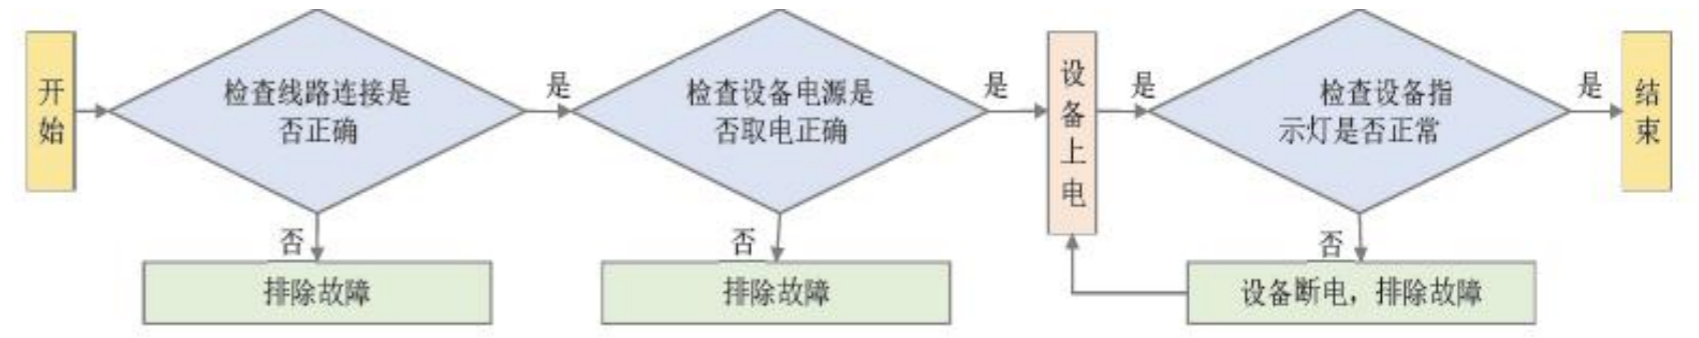 开始
检查线路连接是
否正确
是
检查设备电源是
否取电正确
是
设备上电
是
检查设备指
示灯是否正常
是
结束
否
排除故障
否
排除故障
否
设备断电，排除故障